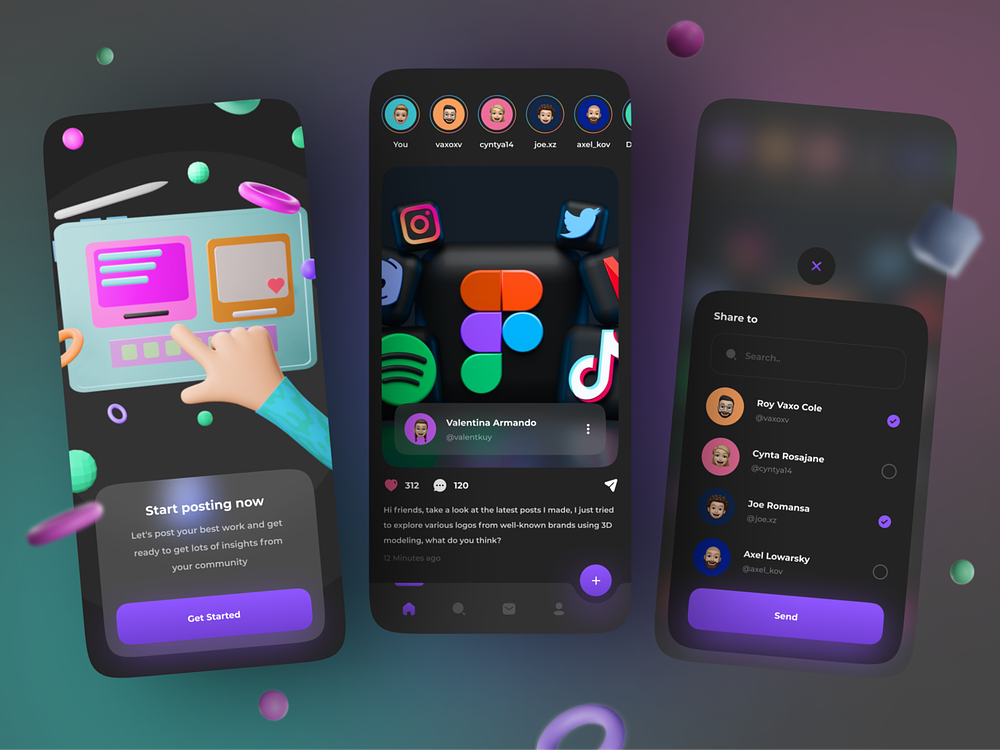 Start posting now
Let's post your best work and get
ready to get lots of insights from
your community
Get Started
You
vaxoxv
cyntya14
joe.xz
axel_kov
D
Valentina Armando
@valentkuy
312
120
Hi friends, take a look at the latest posts I made, I just tried
to explore various logos from well-known brands using 3D
modeling, what do you think?
12 Minutes ago
Share to
Search..
Roy Vaxo Cole
@vaxoxv
Cynta Rosajane
@cyntya14
Joe Romansa
@joe.xz
Axel Lowarsky
@axel_kov
Send